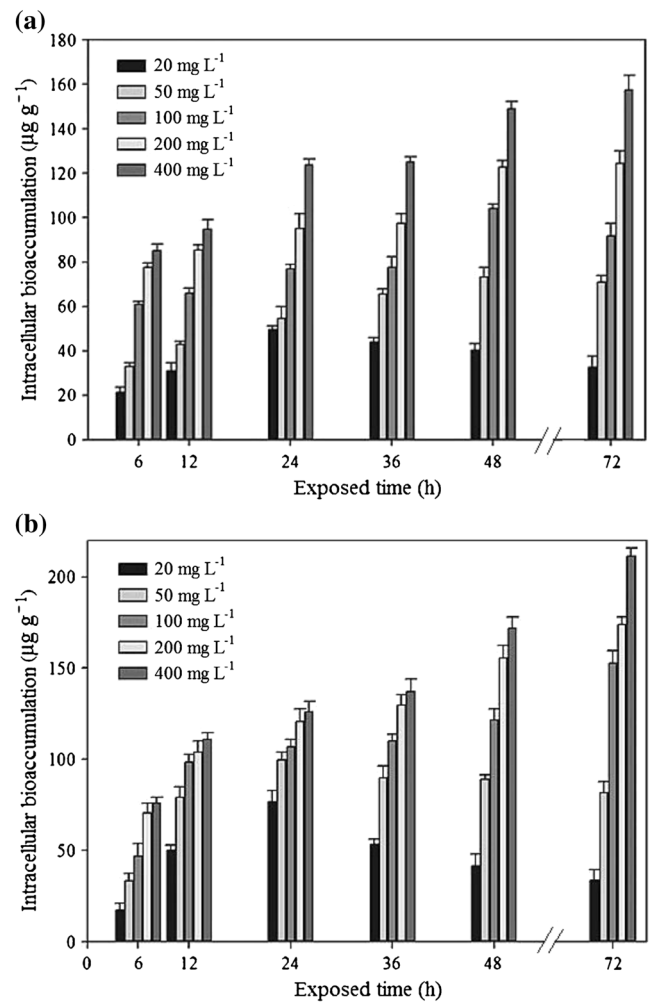 (a)
180
160
140
120
100
80
60
40
20
0
Intracellular bioaccumulation (µg g⁻¹)
20 mg L⁻¹
50 mg L⁻¹
100 mg L⁻¹
200 mg L⁻¹
400 mg L⁻¹
6 12 24 36 48 72
Exposed time (h)
(b)
200
150
100
50
0
Intracellular bioaccumulation (µg g⁻¹)
20 mg L⁻¹
50 mg L⁻¹
100 mg L⁻¹
200 mg L⁻¹
400 mg L⁻¹
0 6 12 24 36 48 72
Exposed time (h)